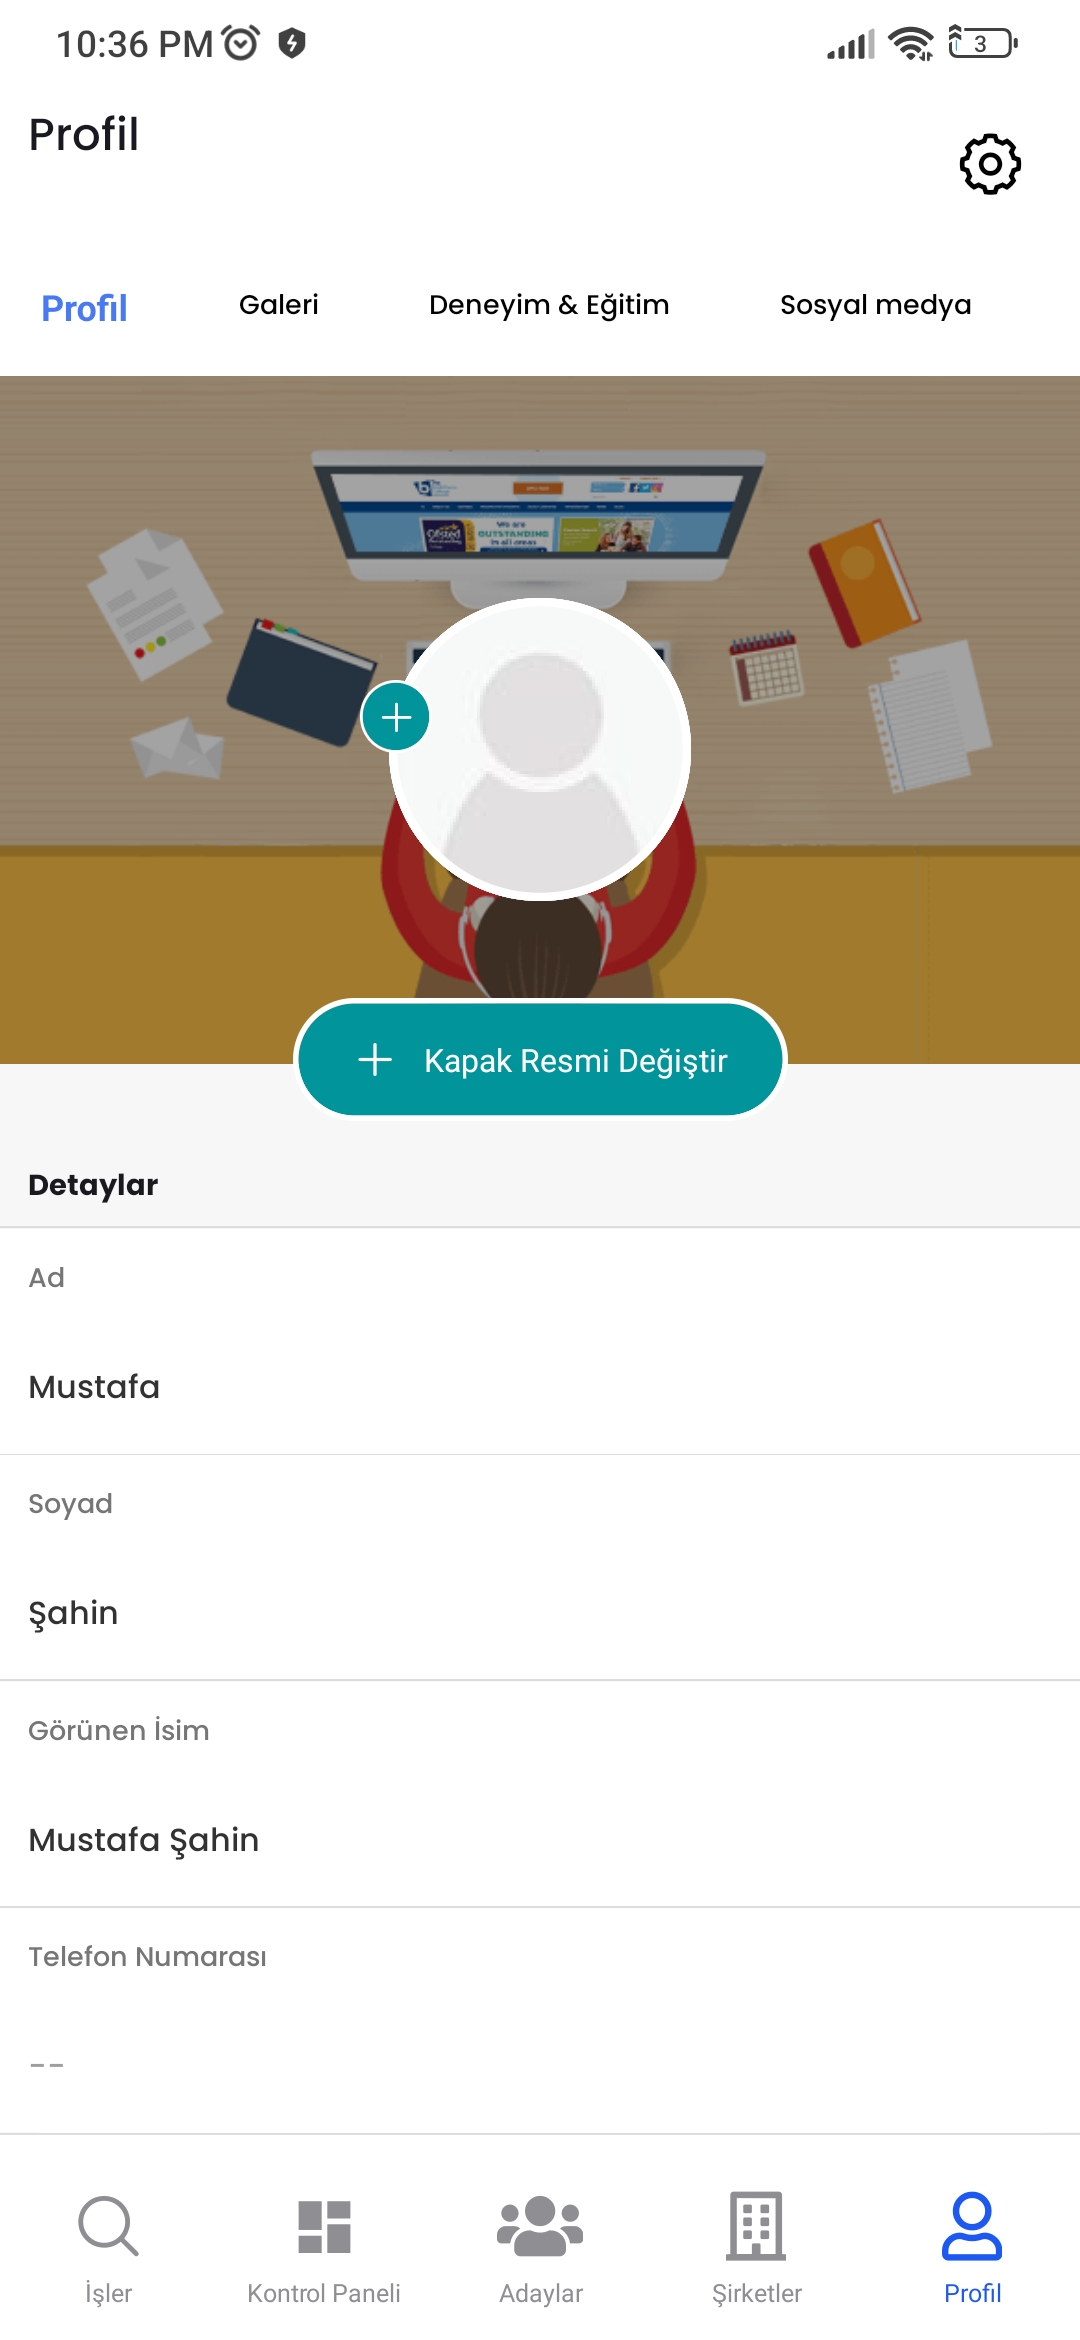 10:36 PM
3
Profil
Profil
Galeri
Deneyim & Eğitim
Sosyal medya
We are
OUTSTANDING
in all areas
Ofsted
Kapak Resmi Değiştir
Detaylar
Ad
Mustafa
Soyad
Şahin
Görünen İsim
Mustafa Şahin
Telefon Numarası
--
İşler
Kontrol Paneli
Adaylar
Şirketler
Profil